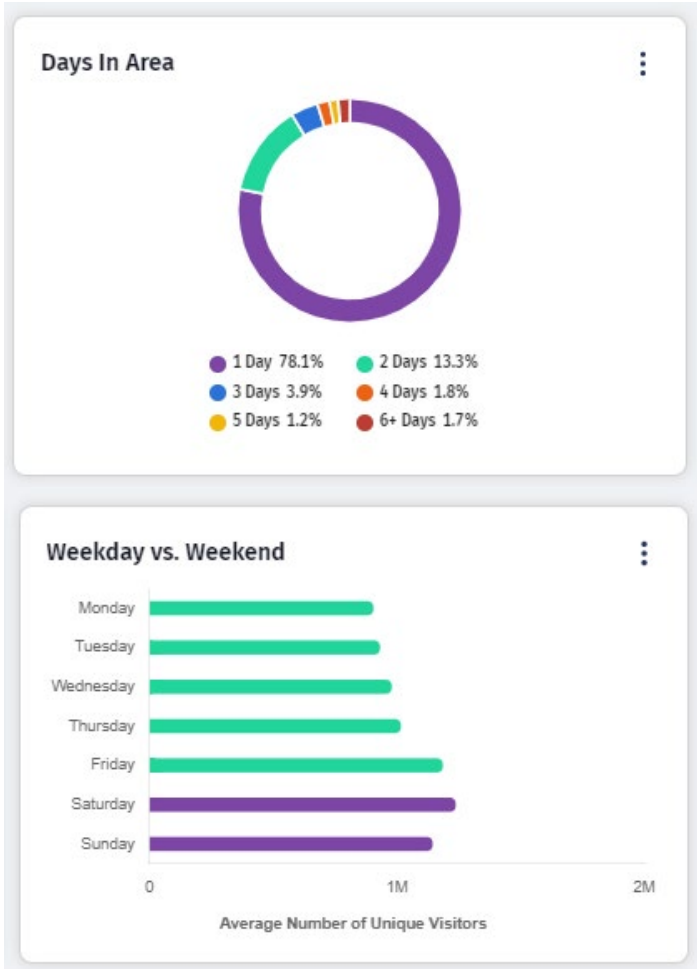 Days In Area
1 Day 78.1% 2 Days 13.3%
3 Days 3.9% 4 Days 1.8%
5 Days 1.2% 6+ Days 1.7%
Weekday vs. Weekend
Monday
Tuesday
Wednesday
Thursday
Friday
Saturday
Sunday
0 1M 2M
Average Number of Unique Visitors